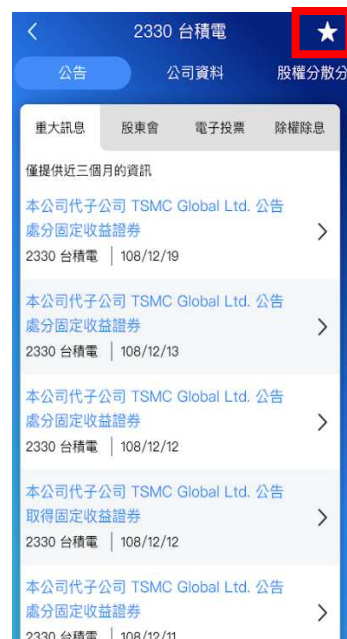 2330 台積電
公告 公司資料 股權分散分
重大訊息 股東會 電子投票 除權除息
僅提供近三個月的資訊
本公司代子公司 TSMC Global Ltd. 公告
處分固定收益證券
2330 台積電 | 108/12/19
本公司代子公司 TSMC Global Ltd. 公告
處分固定收益證券
2330 台積電 | 108/12/13
本公司代子公司 TSMC Global Ltd. 公告
處分固定收益證券
2330 台積電 | 108/12/12
本公司代子公司 TSMC Global Ltd. 公告
取得固定收益證券
2330 台積電 | 108/12/12
本公司代子公司 TSMC Global Ltd. 公告
處分固定收益證券
2330 台積電 | 108/12/11